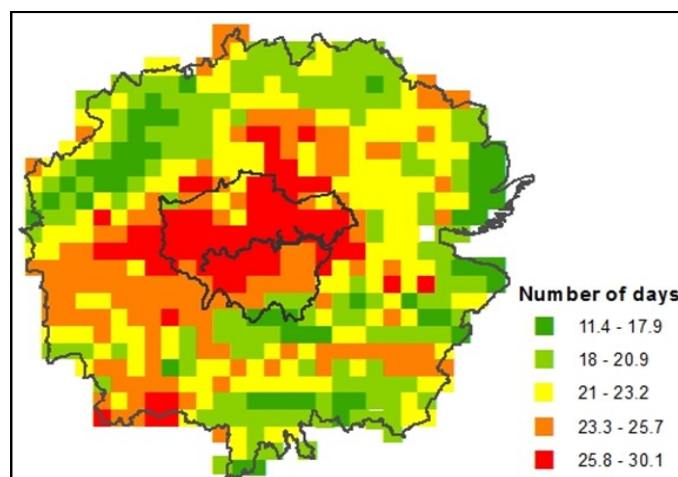 Number of days
11.4 - 17.9
18 - 20.9
21 - 23.2
23.3 - 25.7
25.8 - 30.1